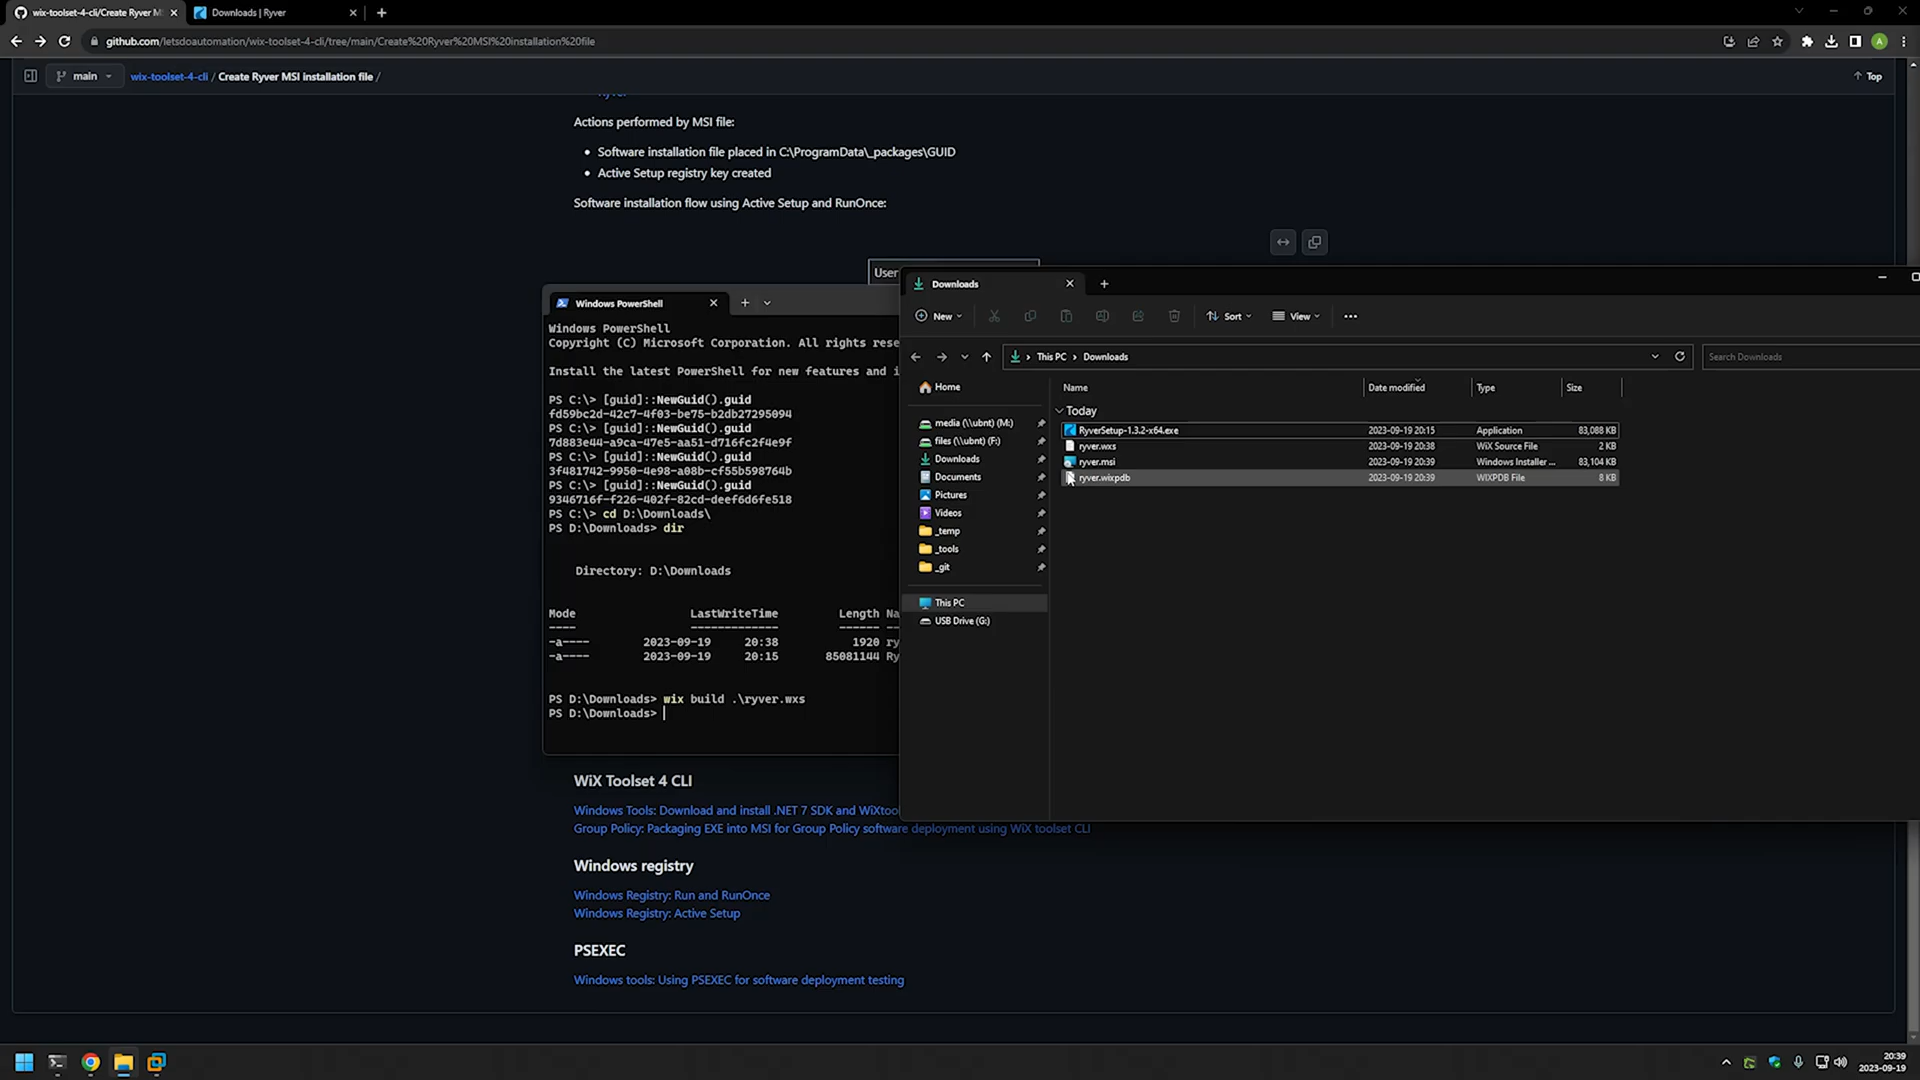 wix-toolset-4-cli/Create Ryver M
Downloads | Ryver
github.com/letsdoautomation/wix-toolset-4-cli/tree/main/Create%20Ryver%20MSI%20installation%20file
A
main
wix-toolset-4-cli / Create Ryver MSI installation file /
Top
Actions performed by MSI file:
Software installation file placed in C:\ProgramData\_packages\GUID
Active Setup registry key created
Software installation flow using Active Setup and RunOnce:
User
Windows PowerShell
Windows PowerShell
Copyright (C) Microsoft Corporation. All rights rese
Install the latest PowerShell for new features and i
PS C:\> [guid]::NewGuid().guid
fd59bc2d-42c7-4f03-be75-b2db27295094
PS C:\> [guid]::NewGuid().guid
7d883e44-a9ca-47e5-aa51-d716fc2f4e9f
PS C:\> [guid]::NewGuid().guid
3f481742-9950-4e98-a08b-cf55b598764b
PS C:\> [guid]::NewGuid().guid
9346716f-f226-402f-82cd-deef6d6fe518
PS C:\> cd D:\Downloads\
PS D:\Downloads> dir
Directory: D:\Downloads
Mode LastWriteTime Length Na
---- ------------- ------ --
-a---- 2023-09-19 20:38 1920 ry
-a---- 2023-09-19 20:15 85081144 Ry
PS D:\Downloads> wix build .\ryver.wxs
PS D:\Downloads>
Downloads
New
Sort
View
This PC > Downloads
Search Downloads
Home
media (\\ubnt) (M:)
files (\\ubnt) (F:)
Downloads
Documents
Pictures
Videos
_temp
_tools
_git
This PC
USB Drive (G:)
Name Date modified Type Size
Today
RyverSetup-1.3.2-x64.exe 2023-09-19 20:15 Application 83,088 KB
ryver.wxs 2023-09-19 20:38 WiX Source File 2 KB
ryver.msi 2023-09-19 20:39 Windows Installer ... 83,104 KB
ryver.wixpdb 2023-09-19 20:39 WIXPDB File 8 KB
WiX Toolset 4 CLI
Windows Tools: Download and install .NET 7 SDK and WiXtoo
Group Policy: Packaging EXE into MSI for Group Policy software deployment using WiX toolset CLI
Windows registry
Windows Registry: Run and RunOnce
Windows Registry: Active Setup
PSEXEC
Windows tools: Using PSEXEC for software deployment testing
20:39
2023-09-19